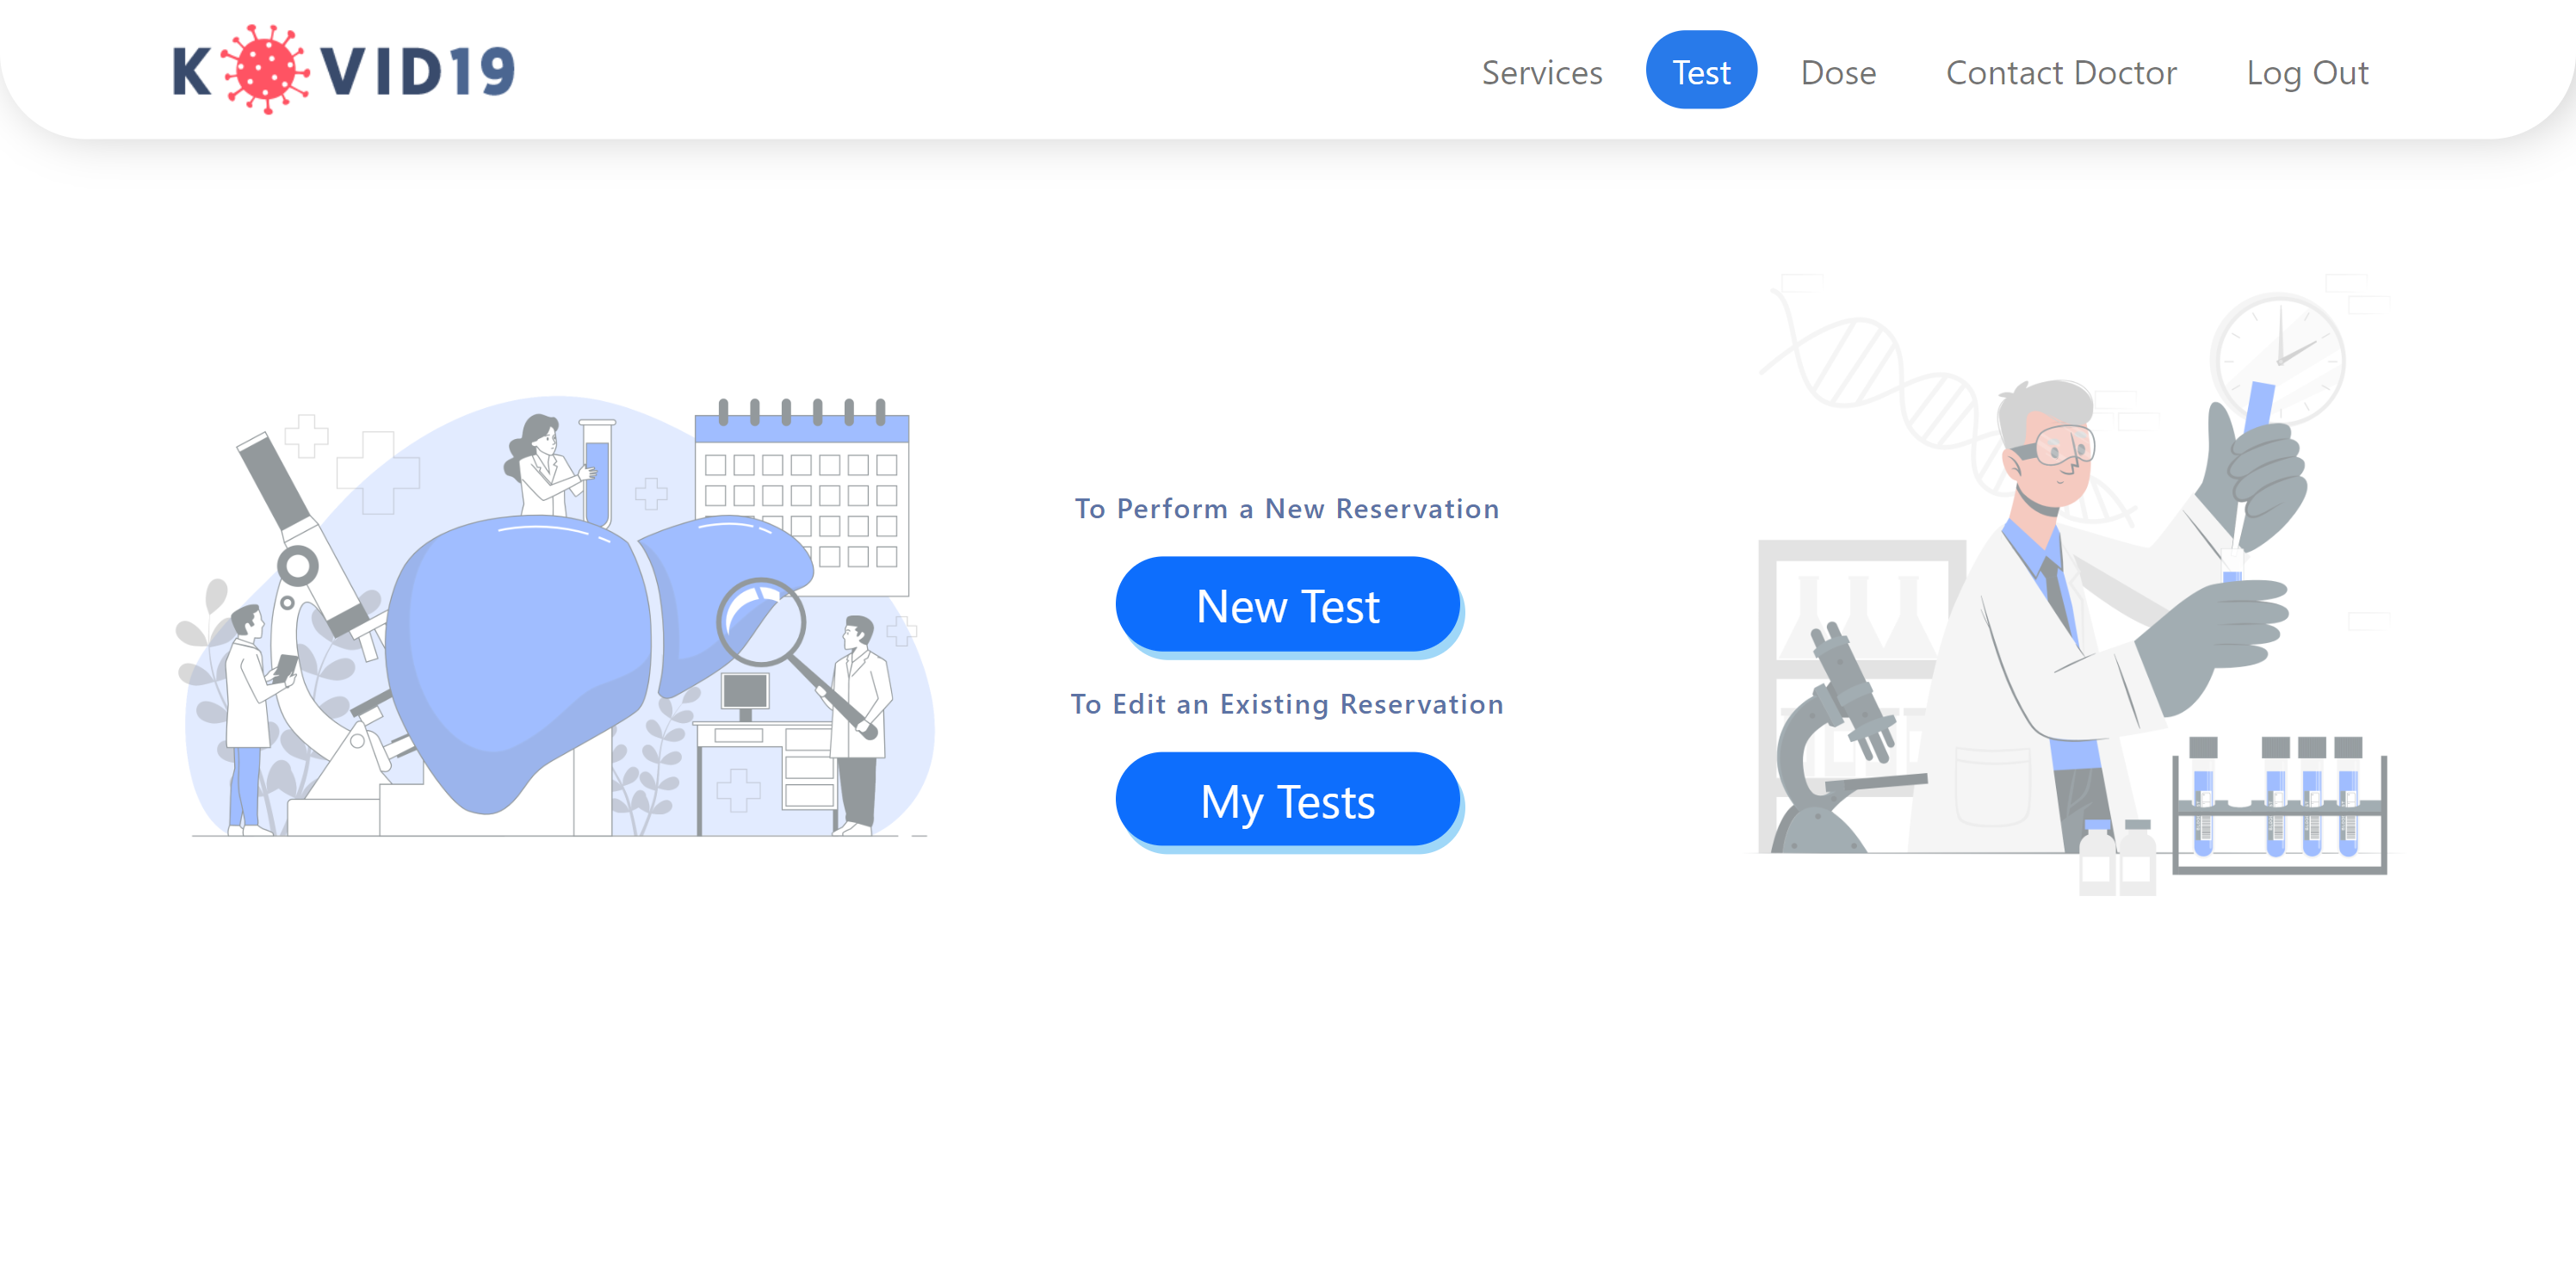 KOVID19
Services Test Dose Contact Doctor Log Out
To Perform a New Reservation
New Test
To Edit an Existing Reservation
My Tests